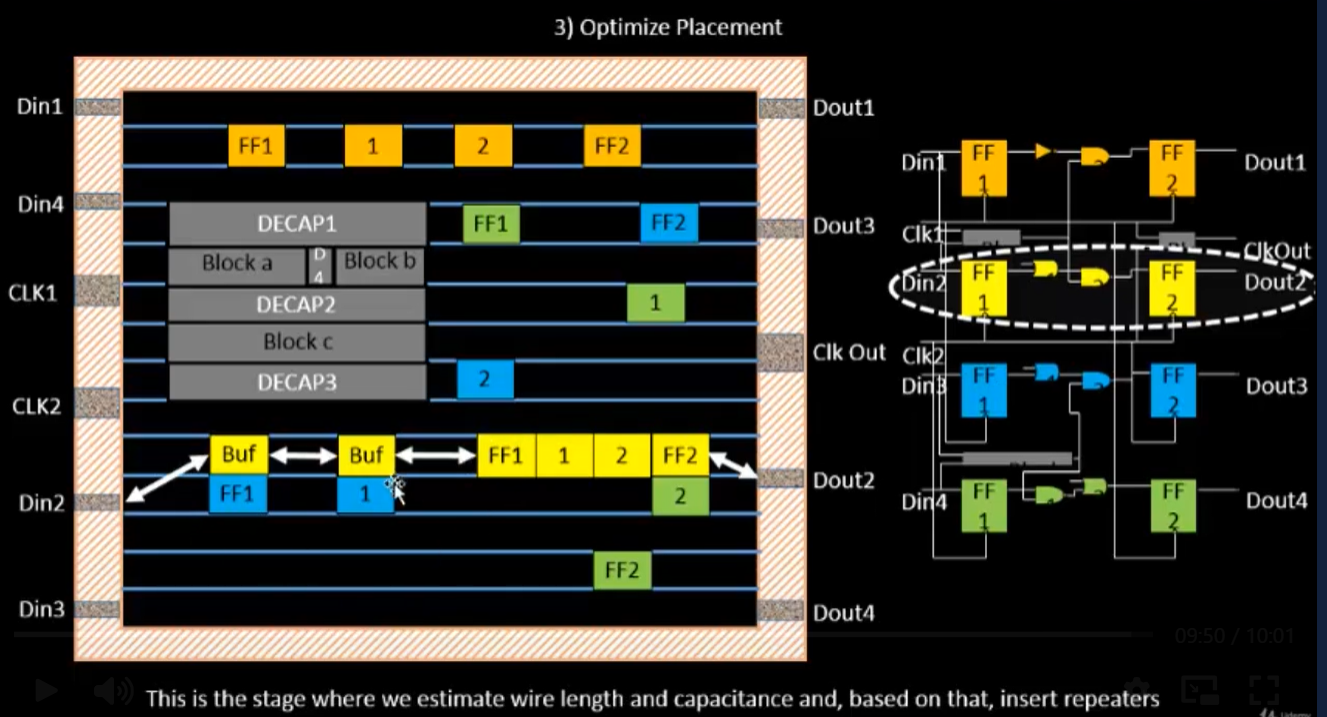 3) Optimize Placement
Din1
Dout1
FF1 1 2 FF2
Din4
DECAP1
FF1
FF2
Dout3
Block a
D
4
Block b
CLK1
DECAP2
1
Block c
Clk Out
DECAP3
2
CLK2
Buf
Buf
FF1 1 2 FF2
Dout2
Din2
FF1
1
2
FF2
Din3
Dout4
Din1
FF
1
FF
2
Dout1
Clk1
ClkOut
Din2
FF
1
FF
2
Dout2
Clk2
Din3
FF
1
FF
2
Dout3
Din4
FF
1
FF
2
Dout4
09:50 / 10:01
This is the stage where we estimate wire length and capacitance and, based on that, insert repeaters
Udemy